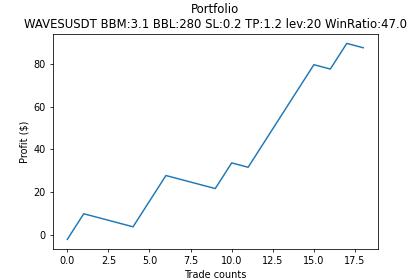 Portfolio
WAVESUSDT BBM:3.1 BBL:280 SL:0.2 TP:1.2 lev:20 WinRatio:47.0
80
60
40
20
0
Profit ($)
0.0 2.5 5.0 7.5 10.0 12.5 15.0 17.5
Trade counts